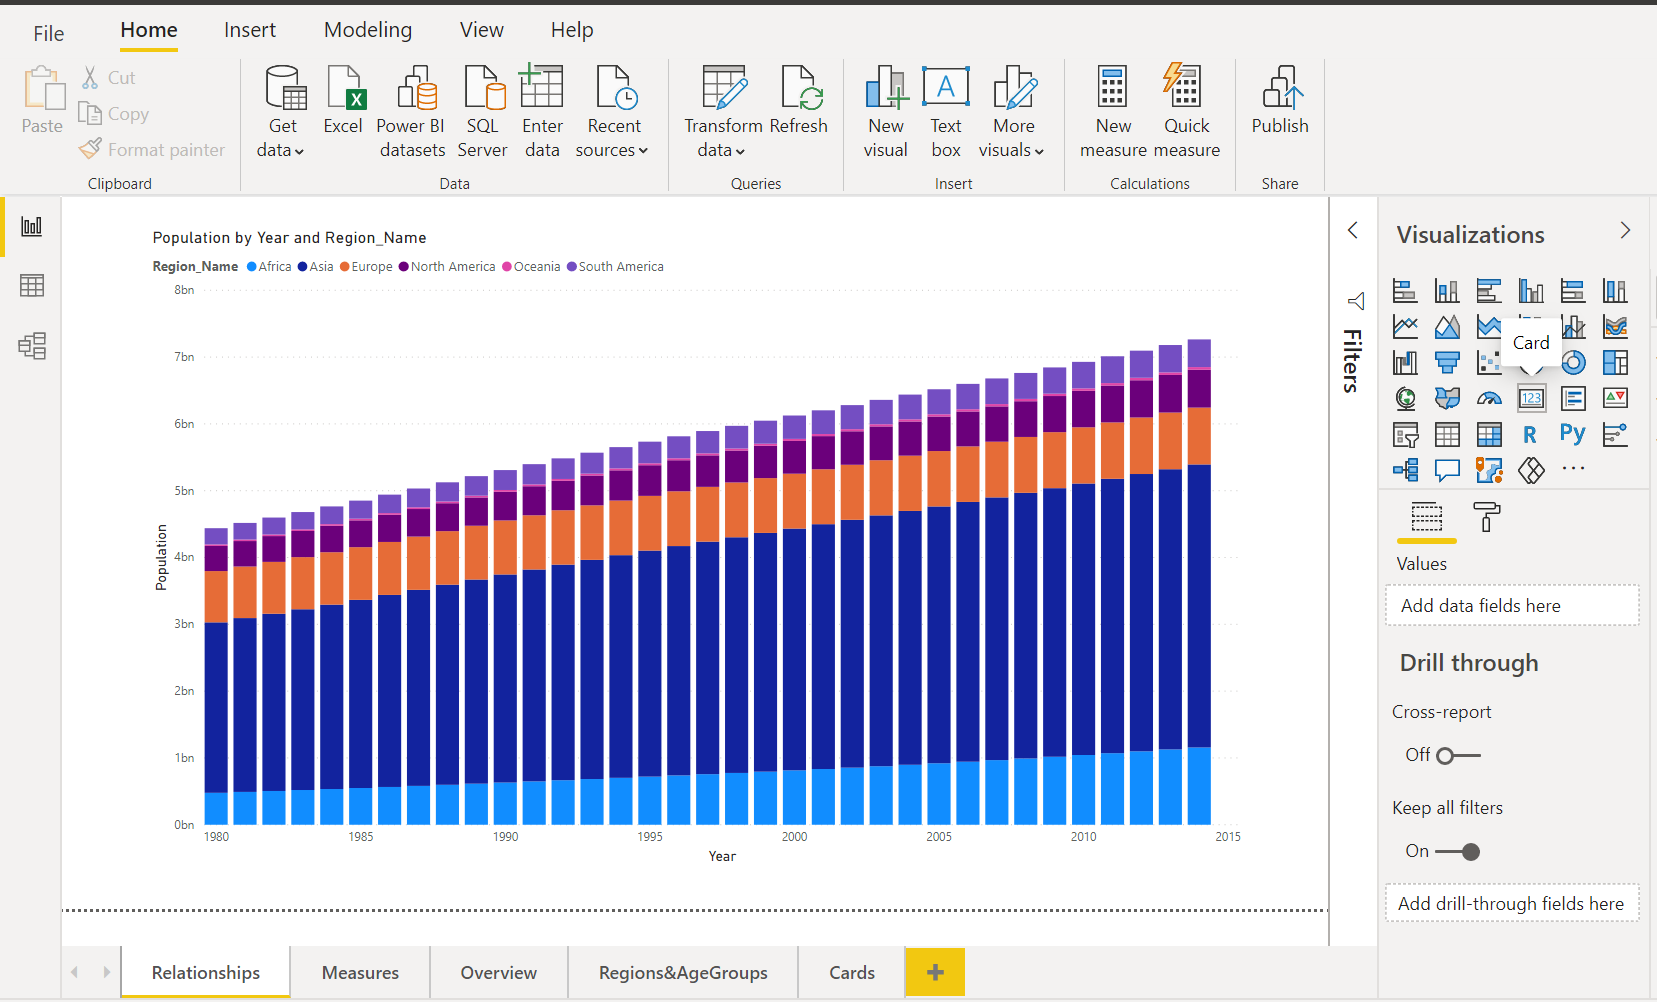 File Home Insert Modeling View Help
Paste
Cut
Copy
Format painter
Clipboard
Get
data
Excel
Power BI
datasets
SQL
Server
Enter
data
Recent
sources
Data
Transform
data
Refresh
Queries
New
visual
Text
box
More
visuals
Insert
New
measure
Quick
measure
Calculations
Publish
Share
Population by Year and Region_Name
Region_Name Africa Asia Europe North America Oceania South America
8bn
7bn
6bn
5bn
4bn
3bn
2bn
1bn
0bn
Population
1980 1985 1990 1995 2000 2005 2010 2015
Year
Filters
Visualizations
Card
123
R Py
Values
Add data fields here
Drill through
Cross-report
Off
Keep all filters
On
Add drill-through fields here
Relationships Measures Overview Regions&AgeGroups Cards +